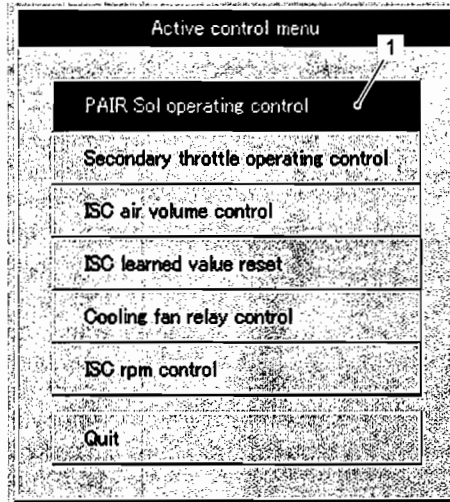 Active control menu
1
PAIR Sol operating control
Secondary throttle operating control
ISC air volume control
ISC learned value reset
Cooling fan relay control
ISC rpm control
Quit